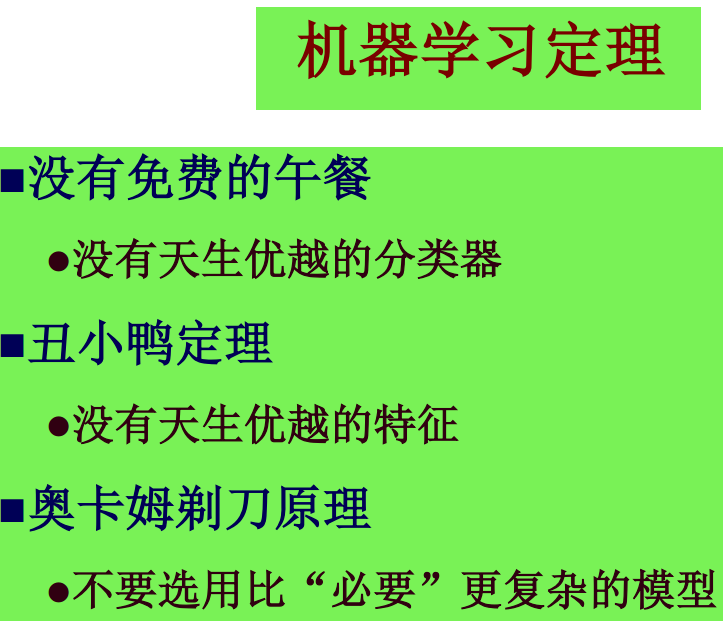 机器学习定理
■没有免费的午餐
●没有天生优越的分类器
■丑小鸭定理
●没有天生优越的特征
■奥卡姆剃刀原理
●不要选用比“必要”更复杂的模型